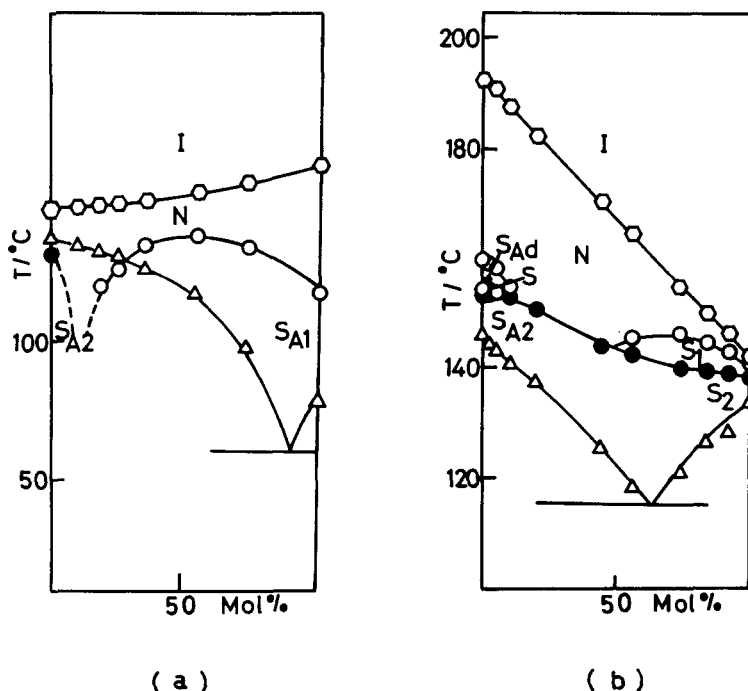 I
N
T/°C
S_A2
100
S_A1
50
50
Mol%
(a)
200
I
180
S_Ad
N
S
T/°C
S_A2
S_1
140
S_2
120
50
Mol%
(b)